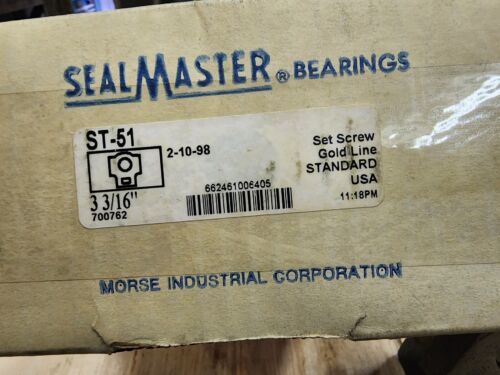 SEALMASTER® BEARINGS
ST-51
2-10-98
3 3/16"
700762
662461006405
Set Screw
Gold Line
STANDARD
USA
11:18PM
MORSE INDUSTRIAL CORPORATION